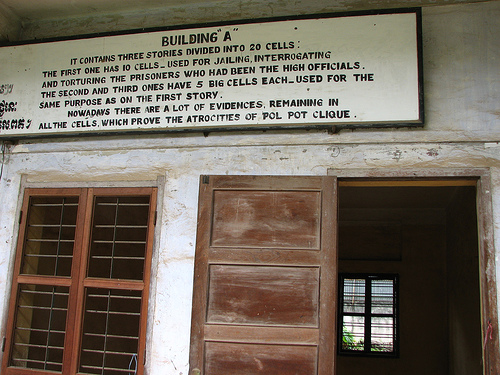 BUILDING "A"
IT CONTAINS THREE STORIES DIVIDED INTO 20 CELLS:
THE FIRST ONE HAS 10 CELLS_ USED FOR JAILING, INTERROGATING
AND TORTURING THE PRISONERS WHO HAD BEEN THE HIGH OFFICIALS.
THE SECOND AND THIRD ONES HAVE 5 BIG CELLS EACH_USED FOR THE
SAME PURPOSE AS ON THE FIRST STORY.
NOWADAYS THERE ARE A LOT OF EVIDENCES, REMAINING IN
ALL THE CELLS, WHICH PROVE THE ATROCITIES OF POL POT CLIQUE.